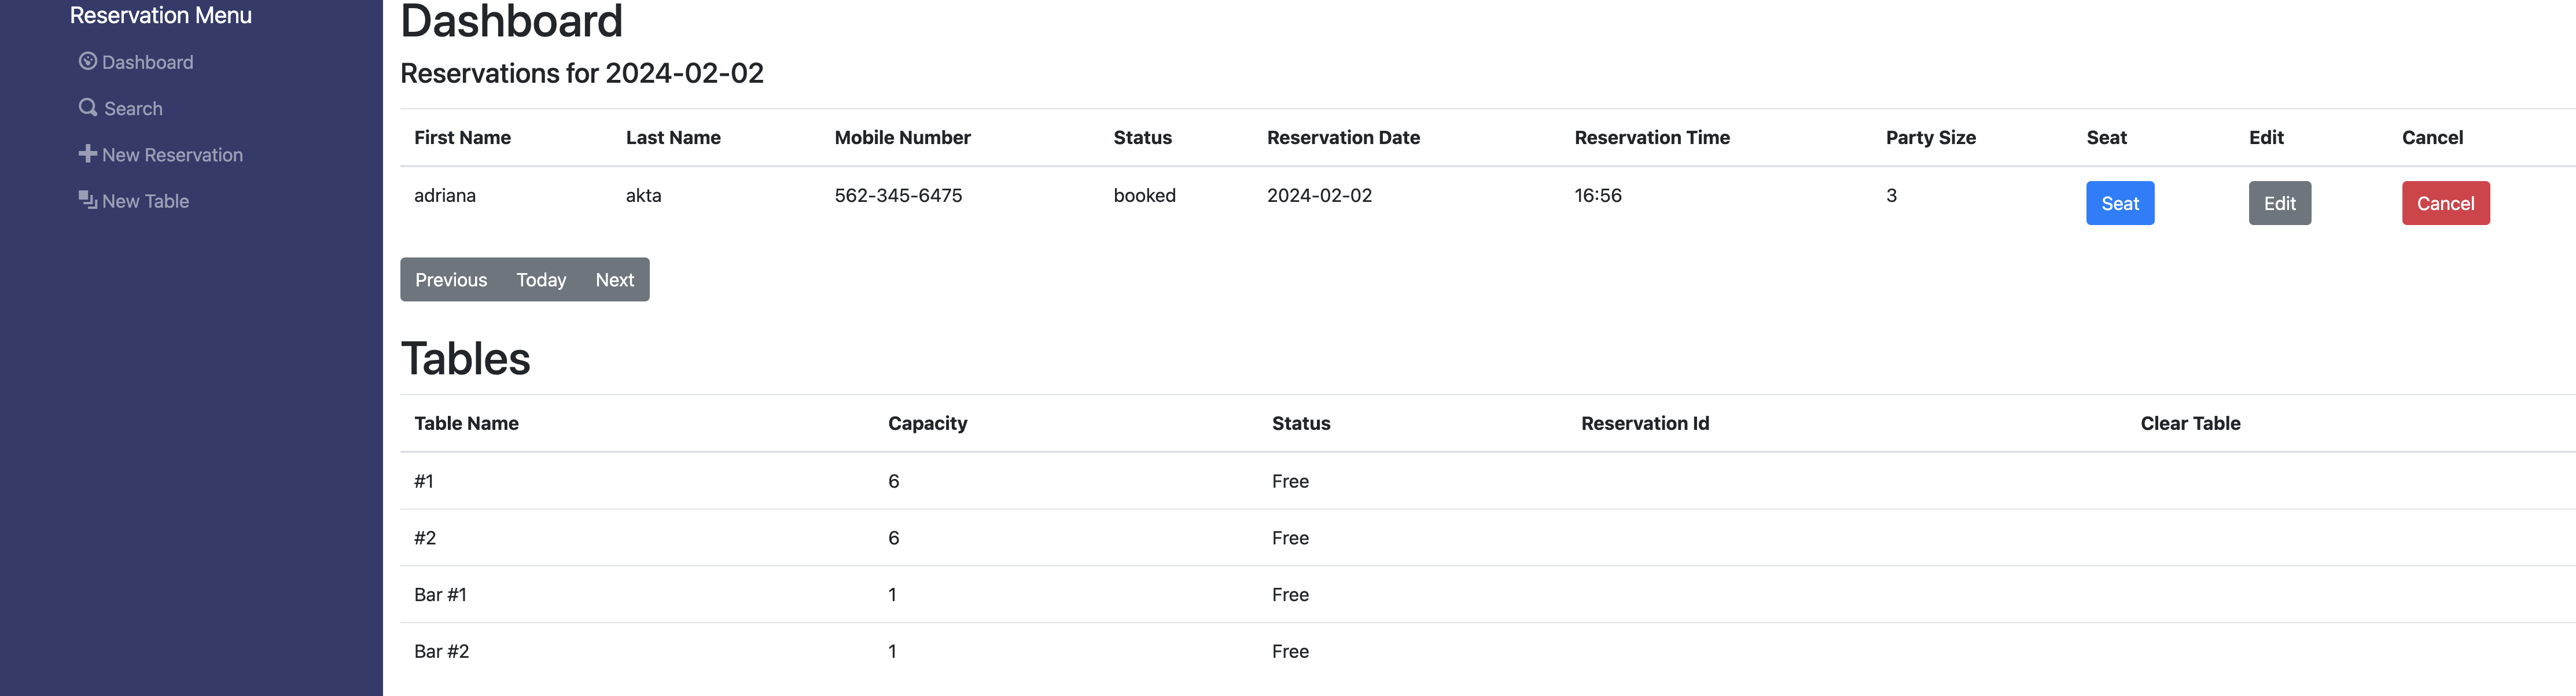 Reservation Menu
Dashboard
Search
New Reservation
New Table
Dashboard
Reservations for 2024-02-02
First Name Last Name Mobile Number Status Reservation Date Reservation Time Party Size Seat Edit Cancel
adriana akta 562-345-6475 booked 2024-02-02 16:56 3 Seat Edit Cancel
Previous Today Next
Tables
Table Name Capacity Status Reservation Id Clear Table
#1 6 Free
#2 6 Free
Bar #1 1 Free
Bar #2 1 Free